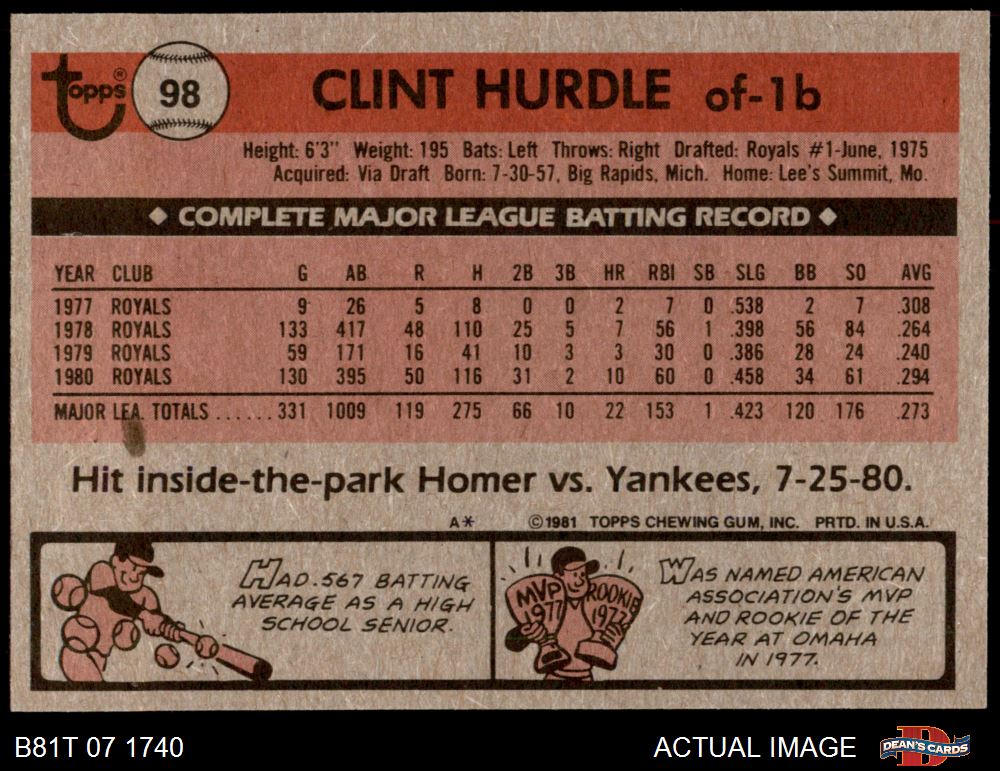 topps® 98 CLINT HURDLE of-1b
Height: 6'3" Weight: 195 Bats: Left Throws: Right Drafted: Royals #1-June, 1975
Acquired: Via Draft Born: 7-30-57, Big Rapids, Mich. Home: Lee's Summit, Mo.
◆ COMPLETE MAJOR LEAGUE BATTING RECORD ◆
YEAR CLUB G AB R H 2B 3B HR RBI SB SLG BB SO AVG
1977 ROYALS 9 26 5 8 0 0 2 7 0 .538 2 7 .308
1978 ROYALS 133 417 48 110 25 5 7 56 1 .398 56 84 .264
1979 ROYALS 59 171 16 41 10 3 3 30 0 .386 28 24 .240
1980 ROYALS 130 395 50 116 31 2 10 60 0 .458 34 61 .294
MAJOR LEA. TOTALS ...... 331 1009 119 275 66 10 22 153 1 .423 120 176 .273
Hit inside-the-park Homer vs. Yankees, 7-25-80.
A* ©1981 TOPPS CHEWING GUM, INC. PRTD. IN U.S.A.
HAD .567 BATTING
AVERAGE AS A HIGH
SCHOOL SENIOR.
MVP
1977
ROOKIE
1977
WAS NAMED AMERICAN
ASSOCIATION'S MVP
AND ROOKIE OF THE
YEAR AT OMAHA
IN 1977.
B81T 07 1740 ACTUAL IMAGE D DEAN'S CARDS